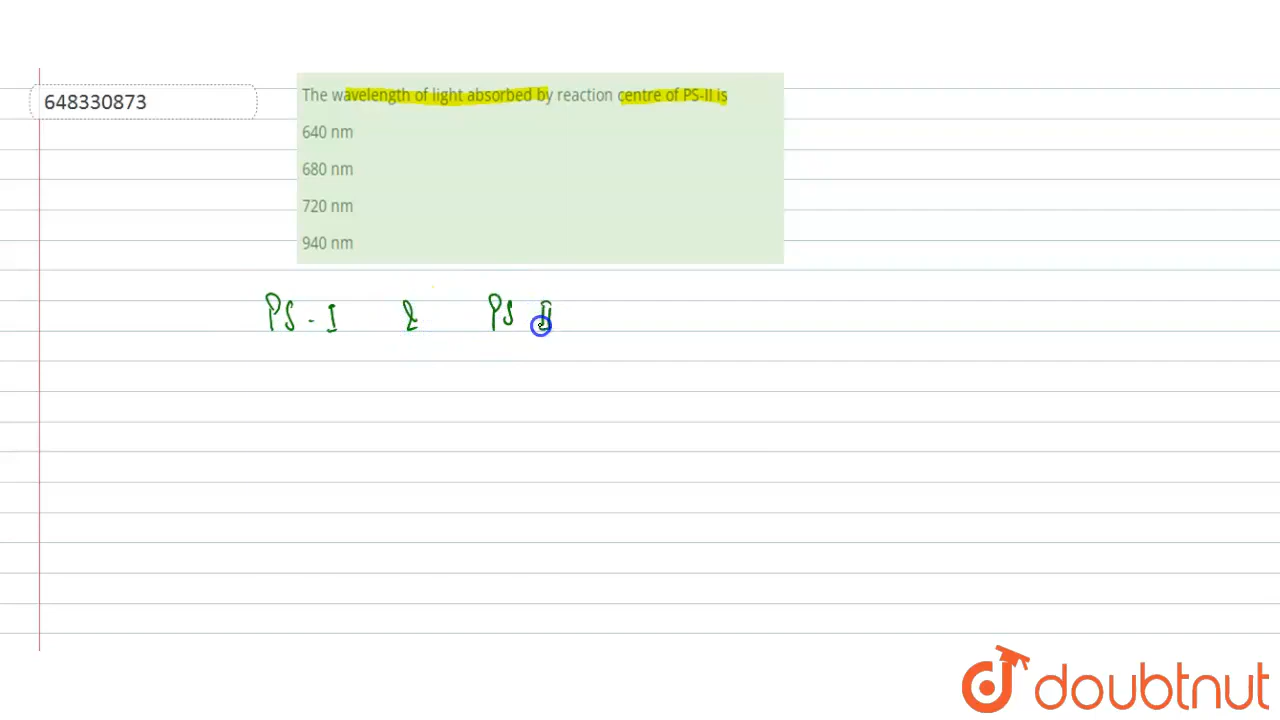 648330873
The wavelength of light absorbed by reaction centre of PS-II is
640 nm
680 nm
720 nm
940 nm
PS - I & PS II
doubtnut